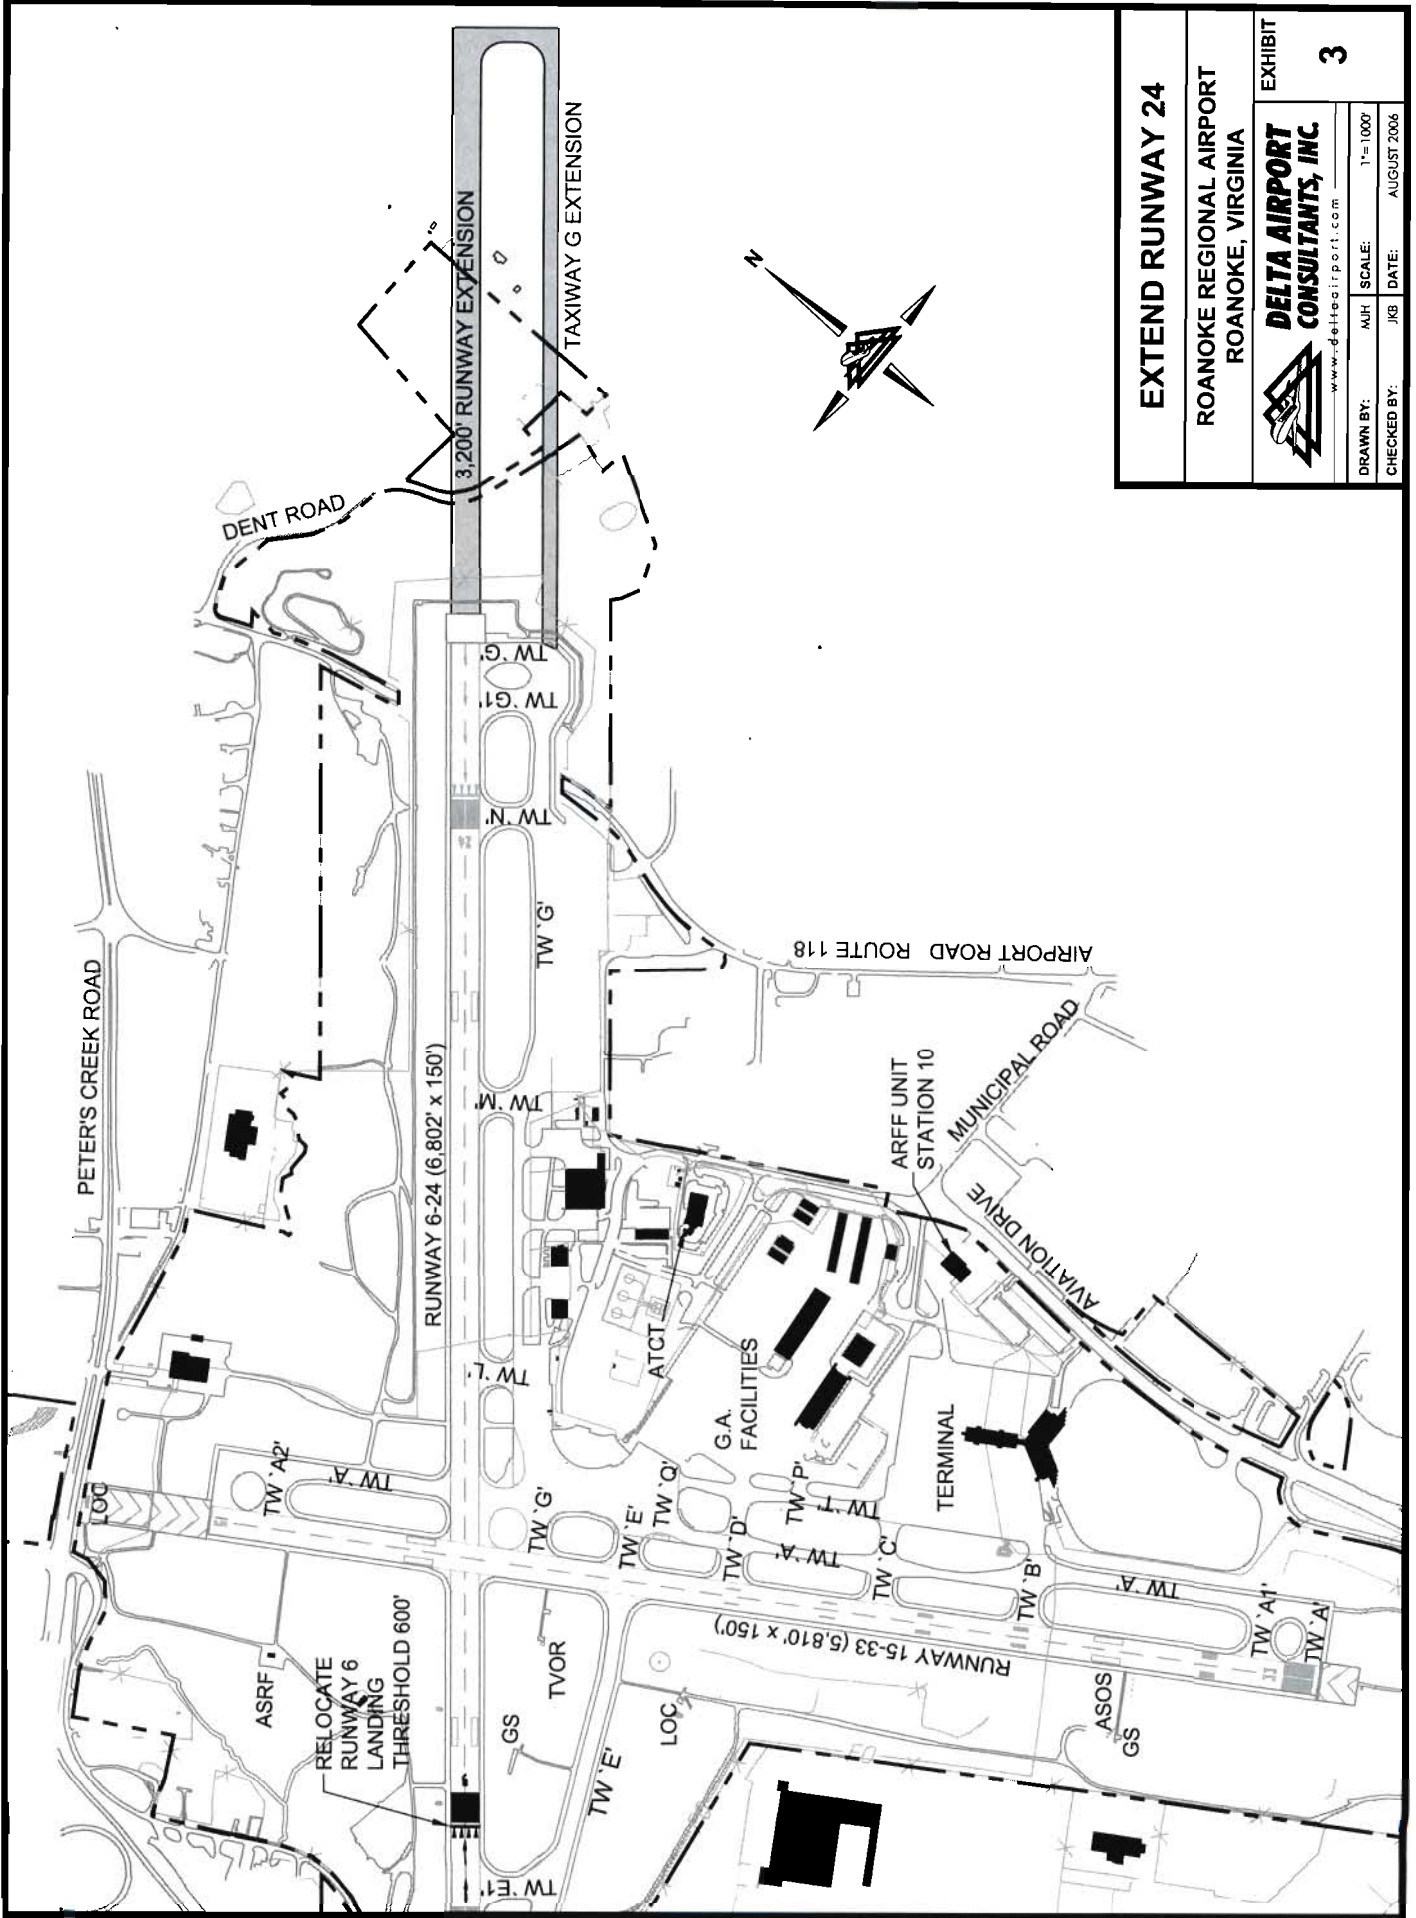 EXTEND RUNWAY 24
ROANOKE REGIONAL AIRPORT
ROANOKE, VIRGINIA
DELTA AIRPORT
CONSULTANTS, INC.
www.deltaairport.com
EXHIBIT
3
DRAWN BY: MJH
SCALE: 1"=1000'
CHECKED BY: JKB
DATE: AUGUST 2006
N
3,200' RUNWAY EXTENSION
TAXIWAY G EXTENSION
DENT ROAD
PETER'S CREEK ROAD
RUNWAY 6-24 (6,802' x 150')
TW `G'
TW `G1'
TW `N'
24
TW `G'
TW `M'
TW `L'
AIRPORT ROAD ROUTE 118
MUNICIPAL ROAD
ARFF UNIT
STATION 10
AVIATION DRIVE
ATCT
G.A.
FACILITIES
TERMINAL
LOC
15
TW `A2'
TW `A'
TW `G'
TW `E'
TW `Q'
TW `D'
TW `P'
TW `T'
TW `A'
TW `C'
TW `B'
TW `A'
TW `A1'
TW `A'
33
RUNWAY 15-33 (5,810' x 150')
ASRF
RELOCATE
RUNWAY 6
LANDING
THRESHOLD 600'
TVOR
GS
LOC
TW `E'
TW `E1'
ASOS
GS